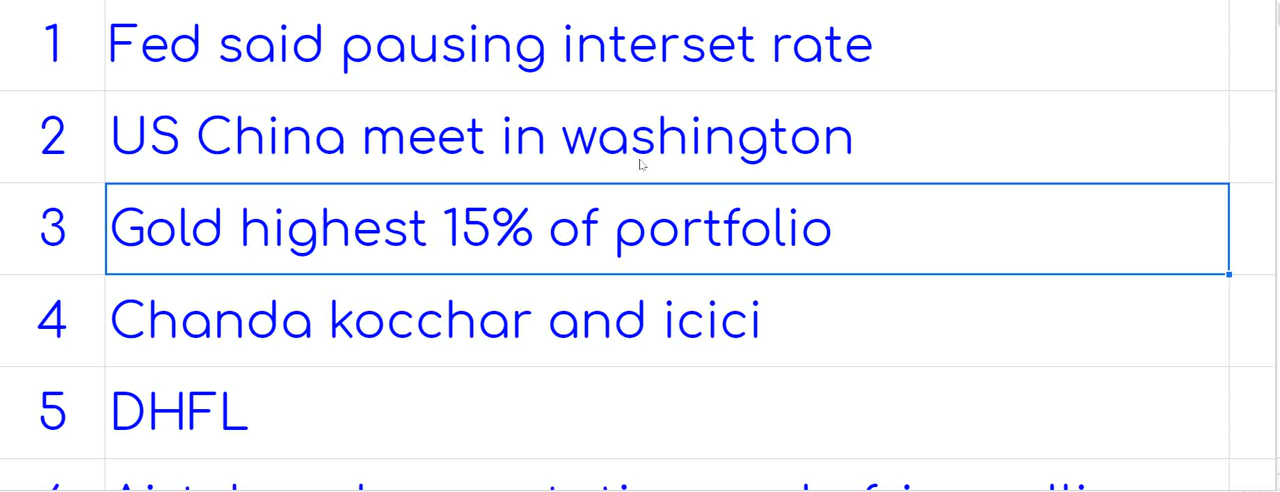 1 Fed said pausing interset rate
2 US China meet in washington
3 Gold highest 15% of portfolio
4 Chanda kocchar and icici
5 DHFL